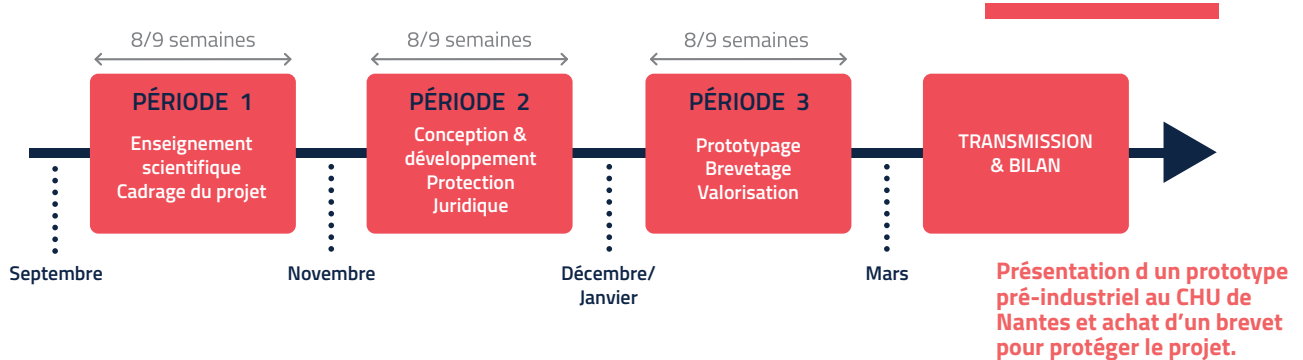 8/9 semaines
PÉRIODE 1
Enseignement
scientifique
Cadrage du projet
8/9 semaines
PÉRIODE 2
Conception &
développement
Protection
Juridique
8/9 semaines
PÉRIODE 3
Prototypage
Brevetage
Valorisation
TRANSMISSION
& BILAN
Septembre
Novembre
Décembre/
Janvier
Mars
Présentation d un prototype
pré-industriel au CHU de
Nantes et achat d’un brevet
pour protéger le projet.